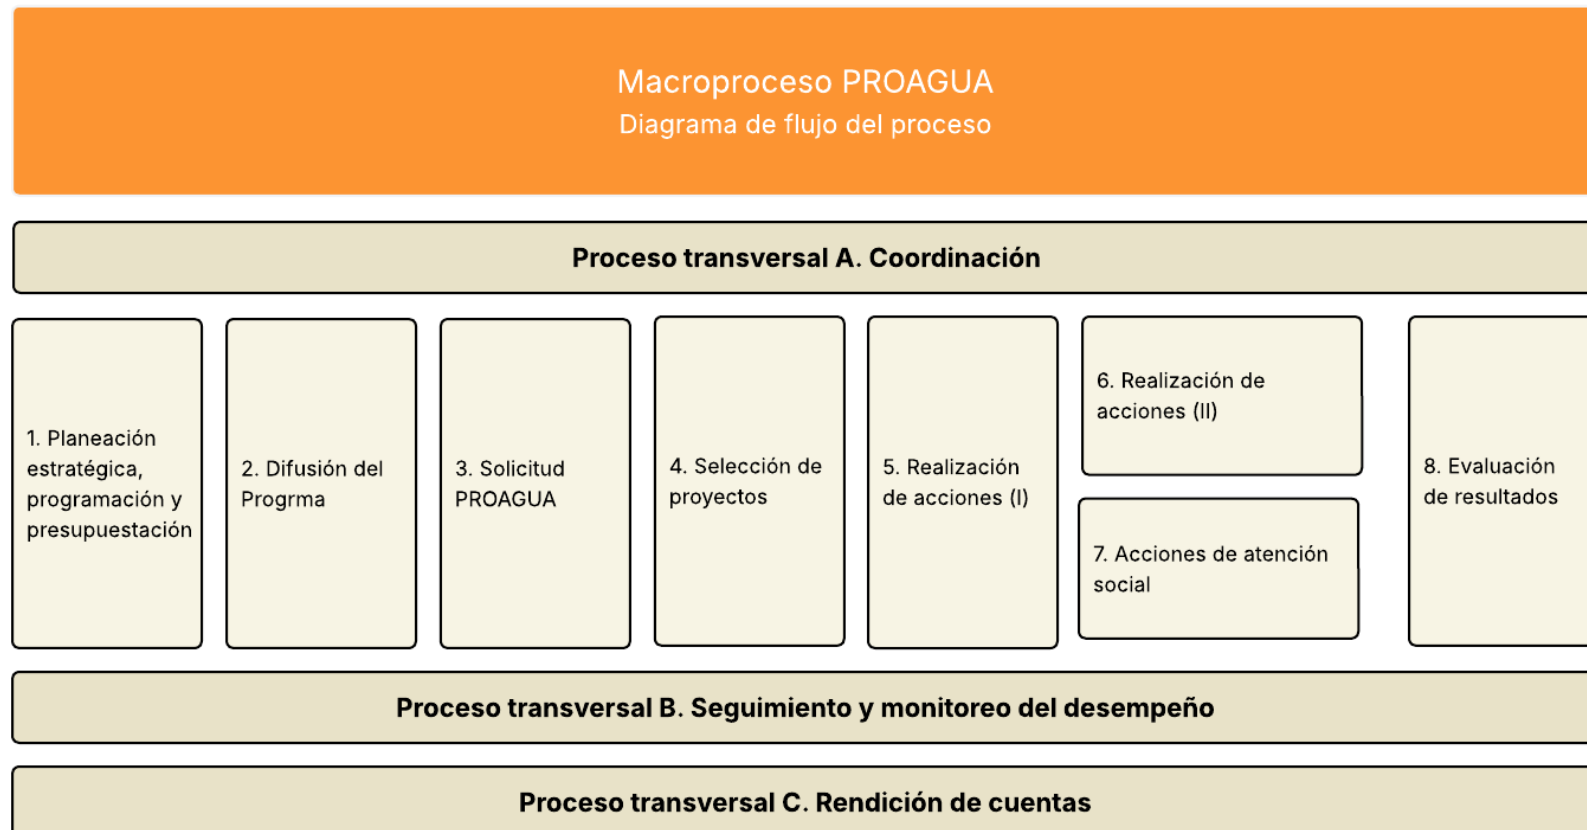 Macroproceso PROAGUA
Diagrama de flujo del proceso
Proceso transversal A. Coordinación
1. Planeación
estratégica,
programación y
presupuestación
2. Difusión del
Progrma
3. Solicitud
PROAGUA
4. Selección de
proyectos
5. Realización
de acciones (I)
6. Realización de
acciones (II)
7. Acciones de atención
social
8. Evaluación
de resultados
Proceso transversal B. Seguimiento y monitoreo del desempeño
Proceso transversal C. Rendición de cuentas